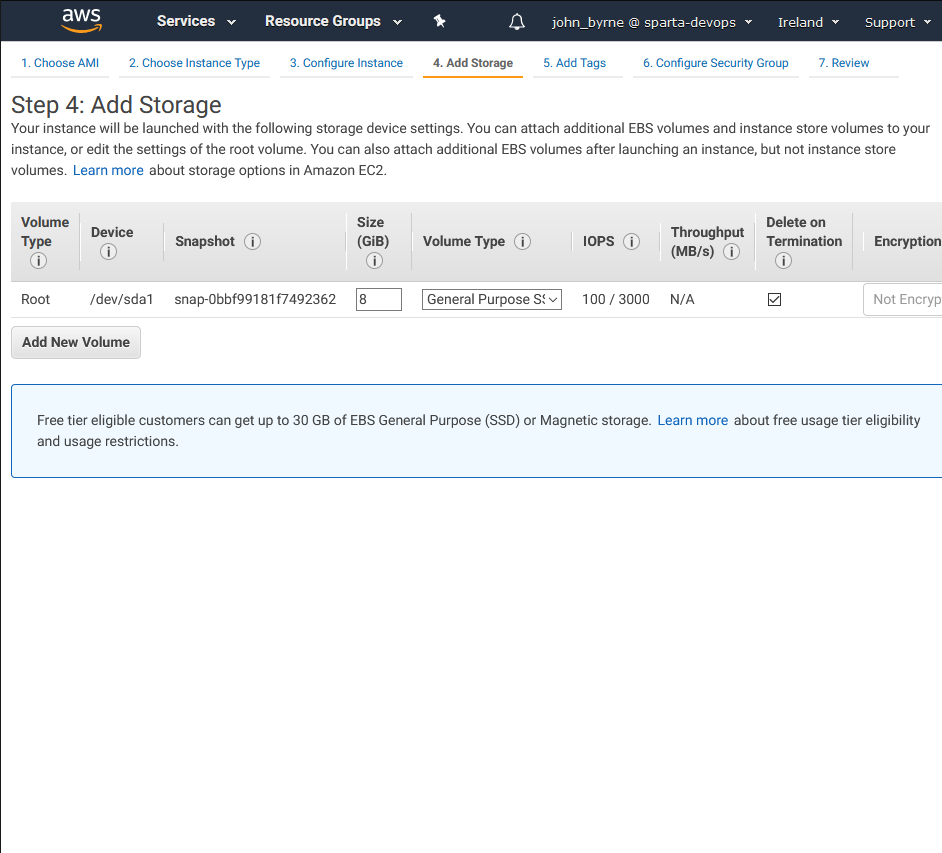 aws Services Resource Groups john_byrne @ sparta-devops Ireland Support
1. Choose AMI 2. Choose Instance Type 3. Configure Instance 4. Add Storage 5. Add Tags 6. Configure Security Group 7. Review
Step 4: Add Storage
Your instance will be launched with the following storage device settings. You can attach additional EBS volumes and instance store volumes to your
instance, or edit the settings of the root volume. You can also attach additional EBS volumes after launching an instance, but not instance store
volumes. Learn more about storage options in Amazon EC2.
Volume Type Device Snapshot Size (GiB) Volume Type IOPS Throughput (MB/s) Delete on Termination Encryption
Root /dev/sda1 snap-0bbf99181f7492362 8 General Purpose SS 100 / 3000 N/A Not Encryp
Add New Volume
Free tier eligible customers can get up to 30 GB of EBS General Purpose (SSD) or Magnetic storage. Learn more about free usage tier eligibility
and usage restrictions.